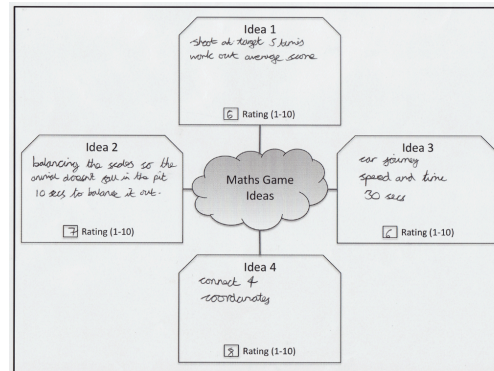 Idea 1
shoot at target 5 times
work out average score
6 Rating (1-10)
Idea 2
balancing the scales so the
animal doesnt fall in the pit
10 secs to balance it out.
7 Rating (1-10)
Maths Game
Ideas
Idea 3
car journey
speed and time
30 secs
6 Rating (1-10)
Idea 4
connect 4
coordanates
8 Rating (1-10)